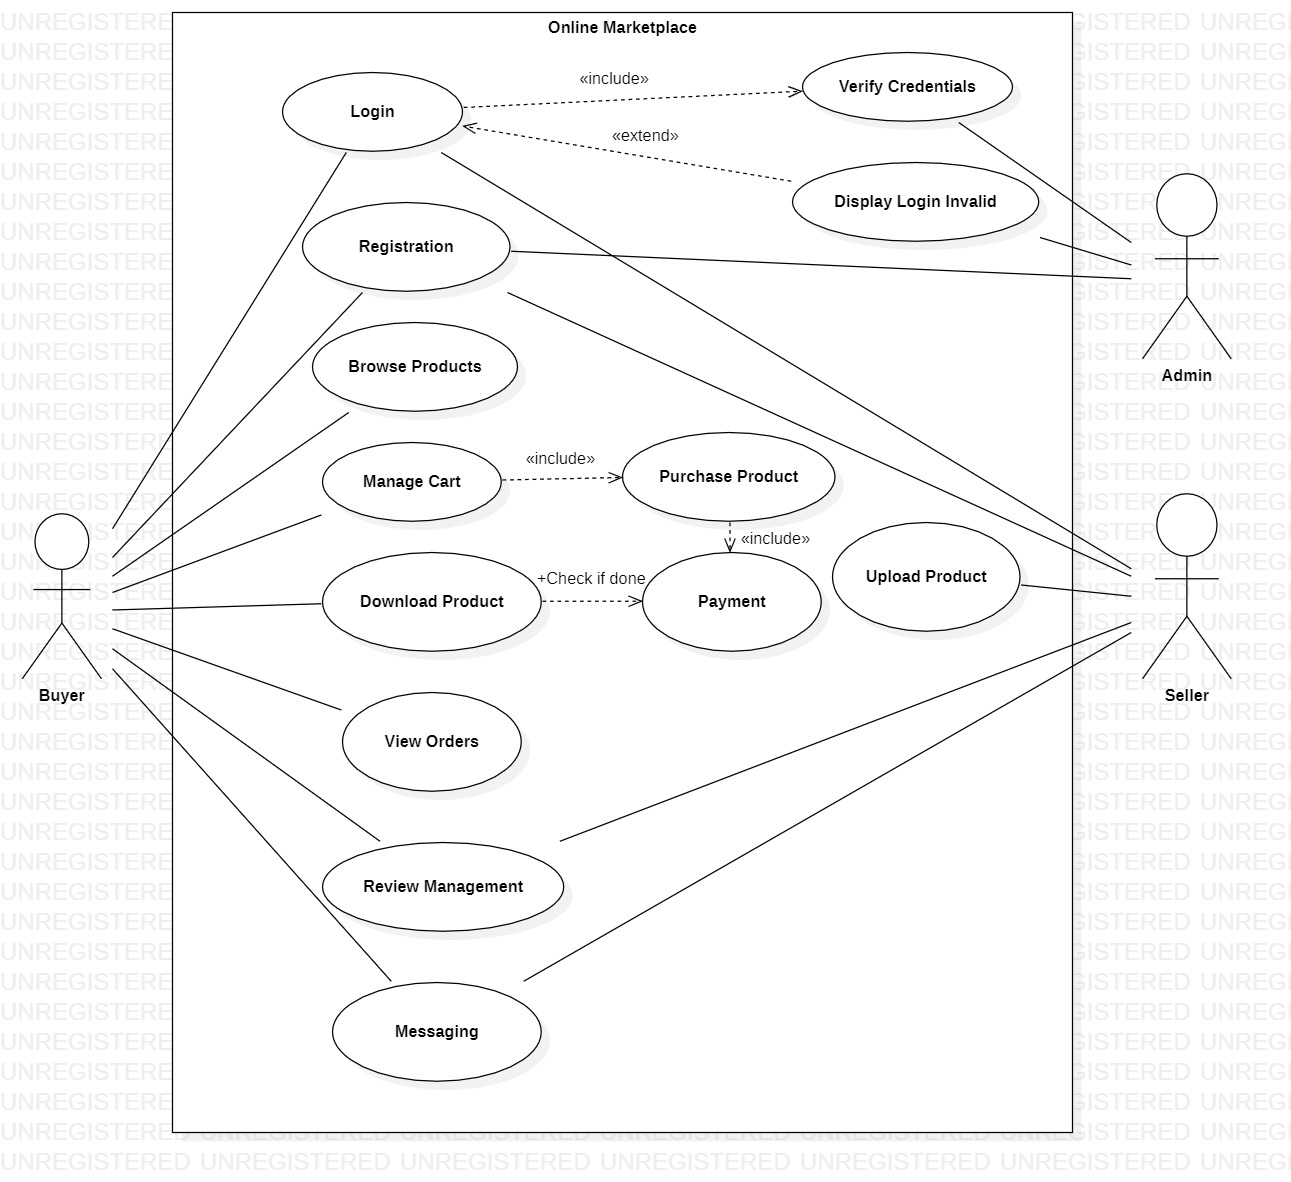 Online Marketplace
«include»
Verify Credentials
Login
«extend»
Display Login Invalid
Registration
Browse Products
Admin
«include»
Purchase Product
Manage Cart
«include»
+Check if done
Upload Product
Download Product
Payment
Buyer
Seller
View Orders
Review Management
Messaging
UNREGISTERED UNREGISTERED UNREGISTERED UNREGISTERED UNREGISTERED UNREGISTERED UNREGI